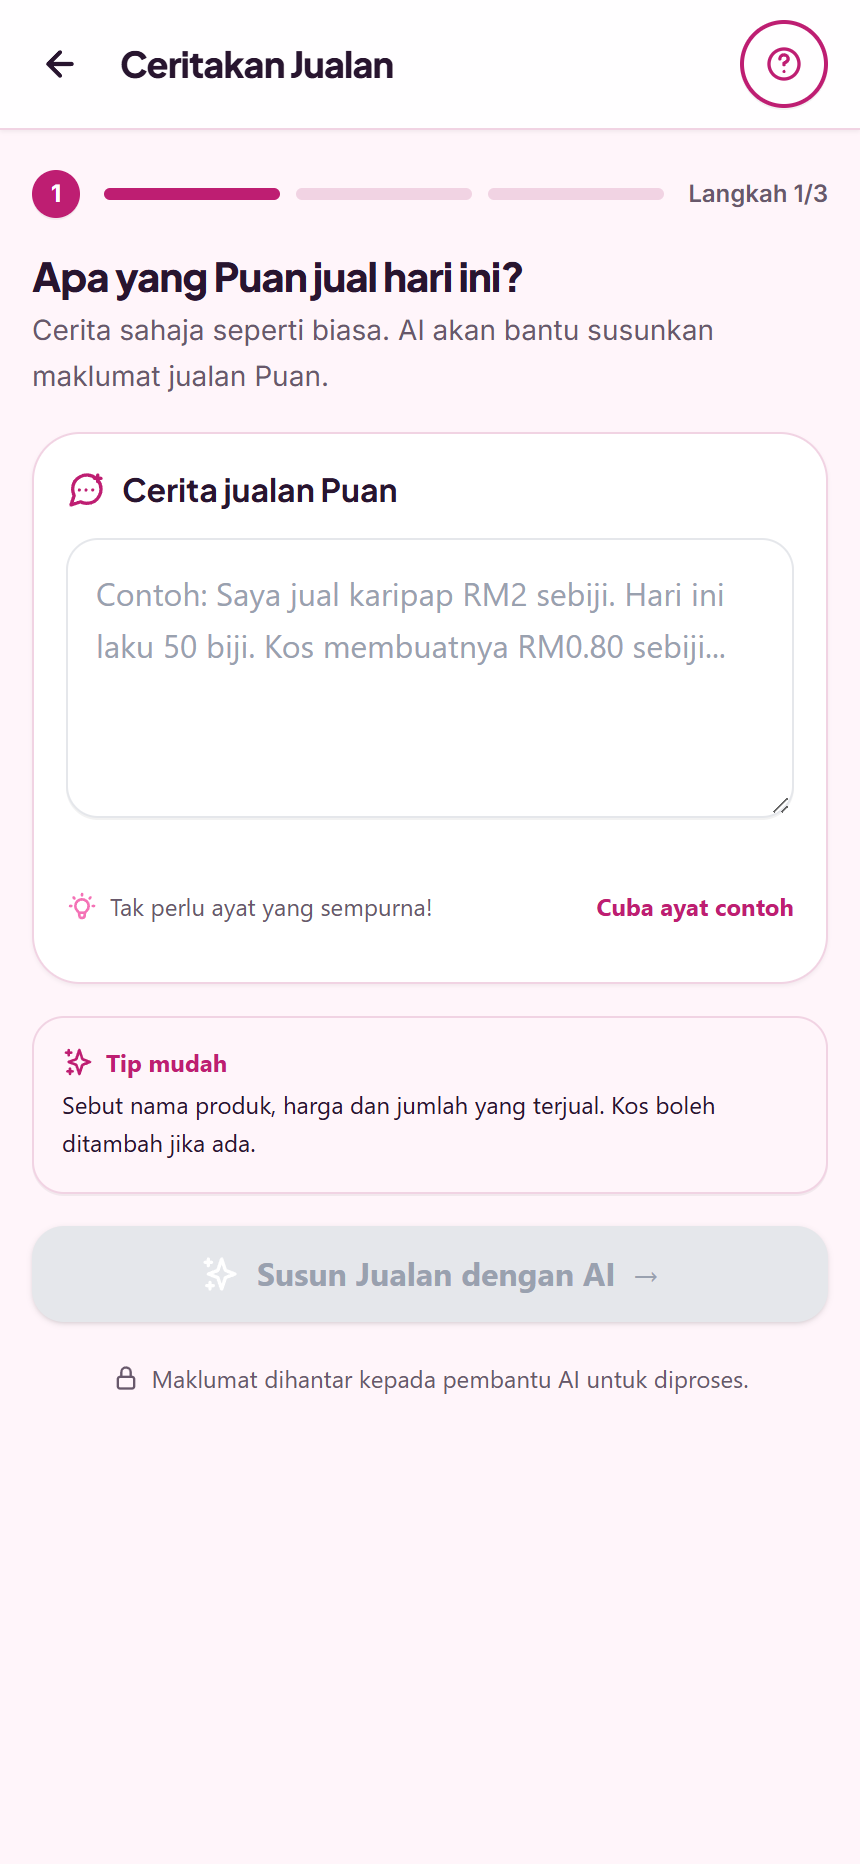 Ceritakan Jualan
?
1
Langkah 1/3
Apa yang Puan jual hari ini?
Cerita sahaja seperti biasa. AI akan bantu susunkan
maklumat jualan Puan.
Cerita jualan Puan
Contoh: Saya jual karipap RM2 sebiji. Hari ini
laku 50 biji. Kos membuatnya RM0.80 sebiji...
Tak perlu ayat yang sempurna!
Cuba ayat contoh
Tip mudah
Sebut nama produk, harga dan jumlah yang terjual. Kos boleh
ditambah jika ada.
Susun Jualan dengan AI →
Maklumat dihantar kepada pembantu AI untuk diproses.